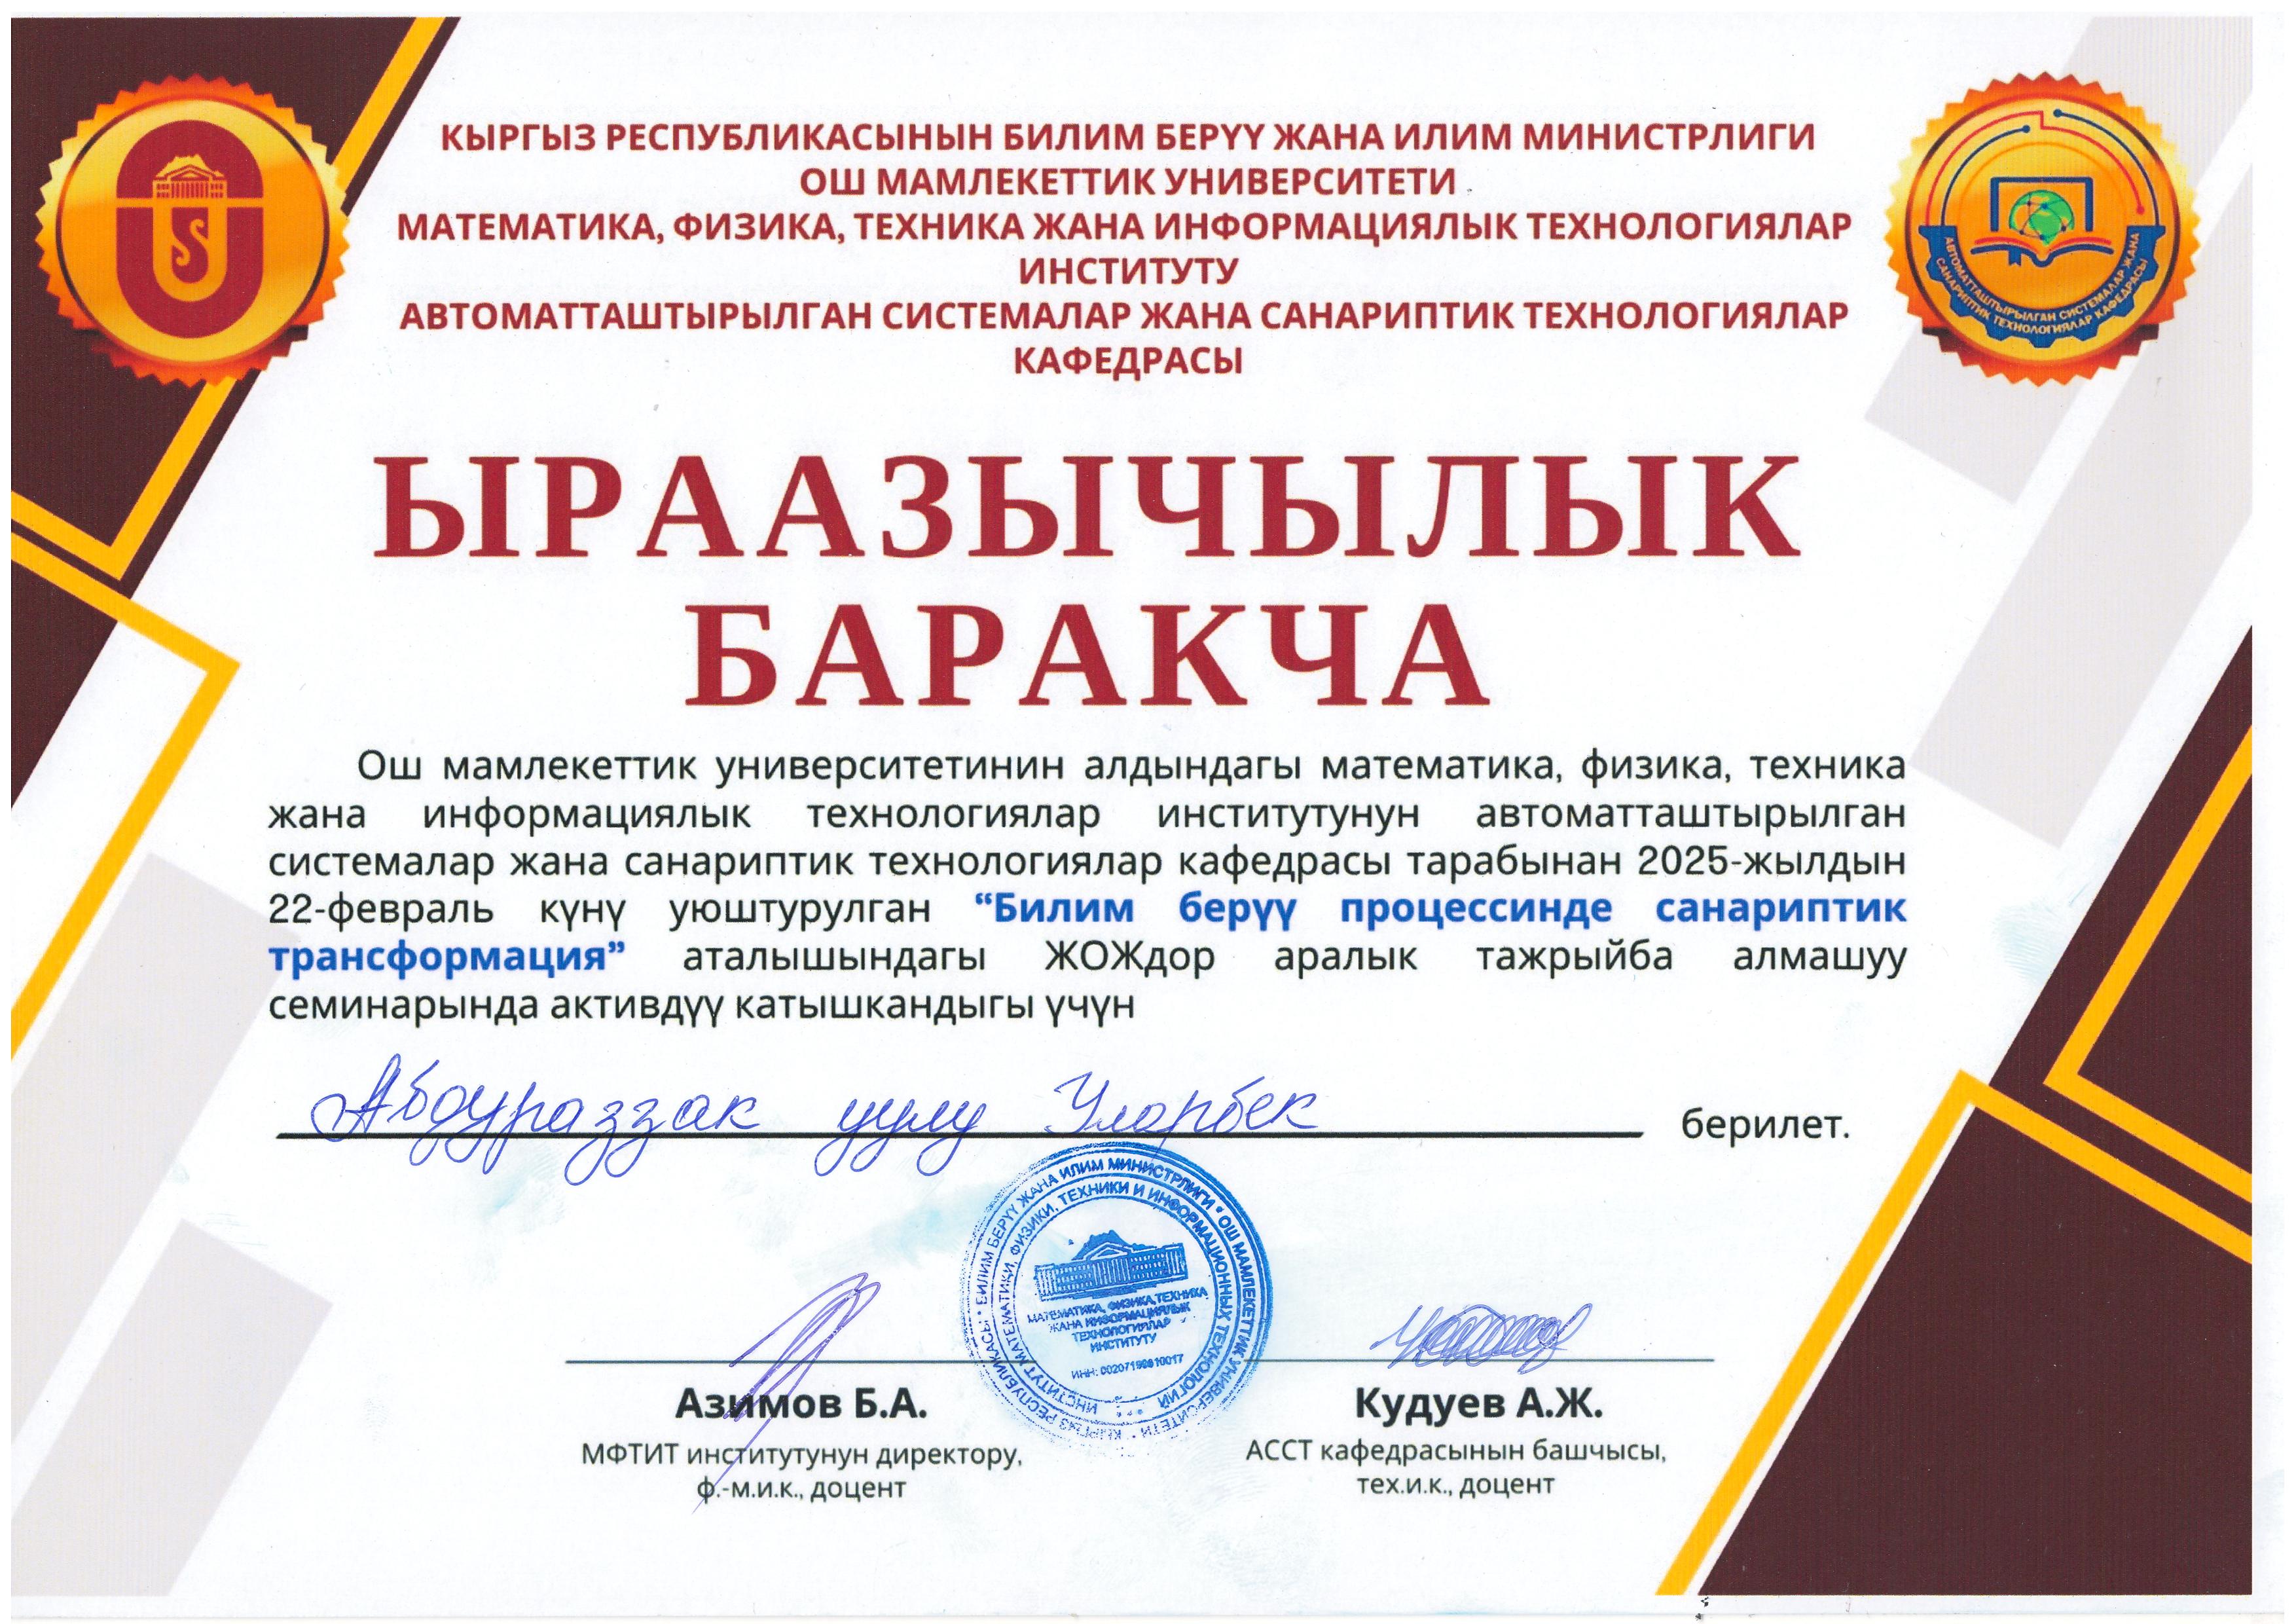 КЫРГЫЗ РЕСПУБЛИКАСЫНЫН БИЛИМ БЕРҮҮ ЖАНА ИЛИМ МИНИСТРЛИГИ
ОШ МАМЛЕКЕТТИК УНИВЕРСИТЕТИ
МАТЕМАТИКА, ФИЗИКА, ТЕХНИКА ЖАНА ИНФОРМАЦИЯЛЫК ТЕХНОЛОГИЯЛАР
ИНСТИТУТУ
АВТОМАТТАШТЫРЫЛГАН СИСТЕМАЛАР ЖАНА САНАРИПТИК ТЕХНОЛОГИЯЛАР
КАФЕДРАСЫ
АВТОМАТТАШТЫРЫЛГАН СИСТЕМАЛАР ЖАНА
САНАРИПТИК ТЕХНОЛОГИЯЛАР КАФЕДРАСЫ
ЫРААЗЫЧЫЛЫК
БАРАКЧА
Ош мамлекеттик университетинин алдындагы математика, физика, техника
жана информациялык технологиялар институтунун автоматташтырылган
системалар жана санариптик технологиялар кафедрасы тарабынан 2025-жылдын
22-февраль күнү уюштурулган “Билим берүү процессинде санариптик
трансформация” аталышындагы ЖОЖдор аралык тажрыйба алмашуу
семинарында активдүү катышкандыгы үчүн
Абдураззак уулу Уларбек берилет.
КЫРГЫЗ РЕСПУБЛИКАСЫ • БИЛИМ БЕРҮҮ ЖАНА ИЛИМ МИНИСТРЛИГИ • ОШ МАМЛЕКЕТТИК УНИВЕРСИТЕТИ •
ИНСТИТУТ МАТЕМАТИКИ, ФИЗИКИ, ТЕХНИКИ И ИНФОРМАЦИОННЫХ ТЕХНОЛОГИЙ
МАТЕМАТИКА, ФИЗИКА, ТЕХНИКА
ЖАНА ИНФОРМАЦИЯЛЫК
ТЕХНОЛОГИЯЛАР
ИНСТИТУТУ
ИНН:
Азимов Б.А.
МФТИТ институтунун директору,
ф.-м.и.к., доцент
Кудуев А.Ж.
АССТ кафедрасынын башчысы,
тех.и.к., доцент